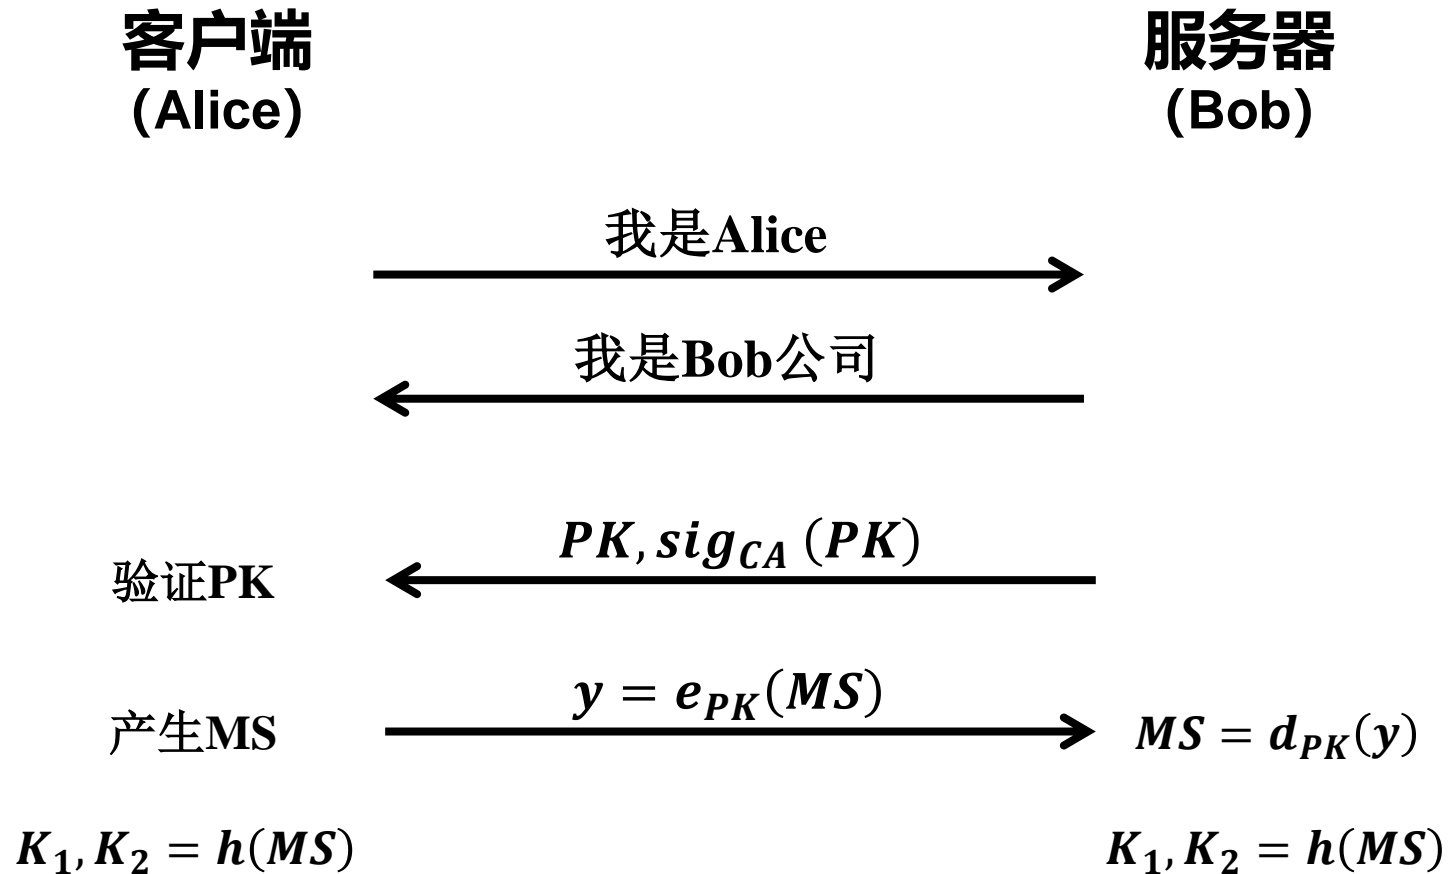 客户端
(Alice)
服务器
(Bob)
我是Alice
我是Bob公司
PK, sig_CA (PK)
验证PK
y = e_PK(MS)
产生MS
MS = d_PK(y)
K_1, K_2 = h(MS)
K_1, K_2 = h(MS)